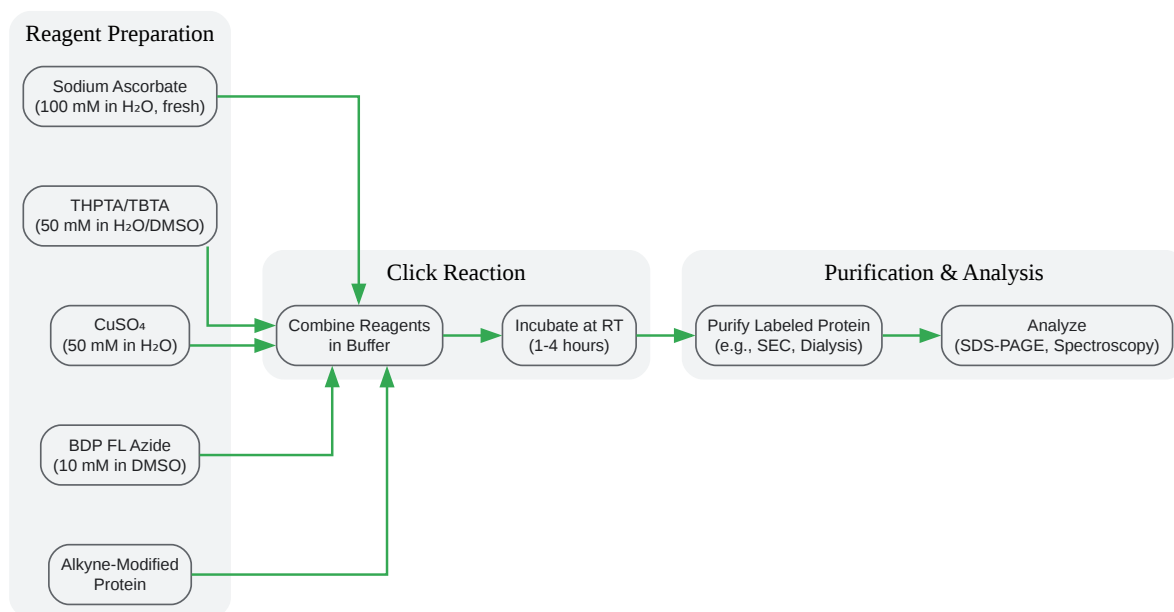 Reagent Preparation
Sodium Ascorbate
(100 mM in H₂O, fresh)
THPTA/TBTA
(50 mM in H₂O/DMSO)
CuSO₄
(50 mM in H₂O)
BDP FL Azide
(10 mM in DMSO)
Alkyne-Modified
Protein
Click Reaction
Combine Reagents
in Buffer
Incubate at RT
(1-4 hours)
Purification & Analysis
Purify Labeled Protein
(e.g., SEC, Dialysis)
Analyze
(SDS-PAGE, Spectroscopy)